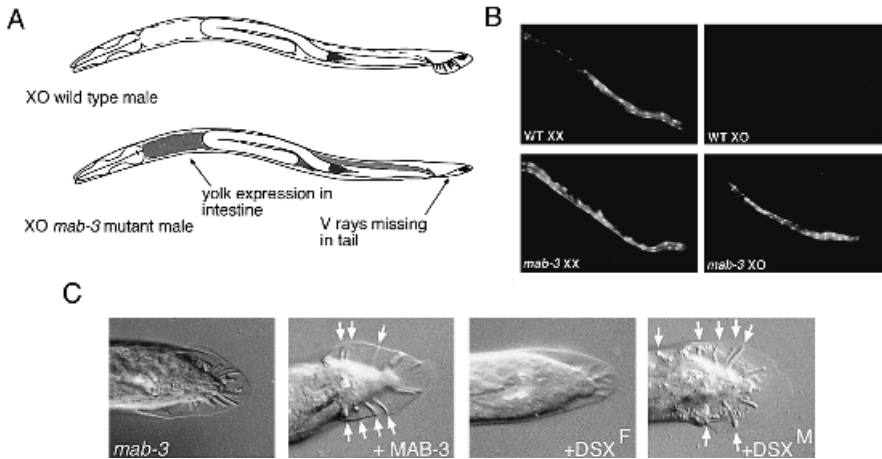 A
XO wild type male
yolk expression in
intestine
XO mab-3 mutant male
V rays missing
in tail
B
WT XX
WT XO
mab-3 XX
mab-3 XO
C
mab-3
+ MAB-3
+DSX F
+DSX M